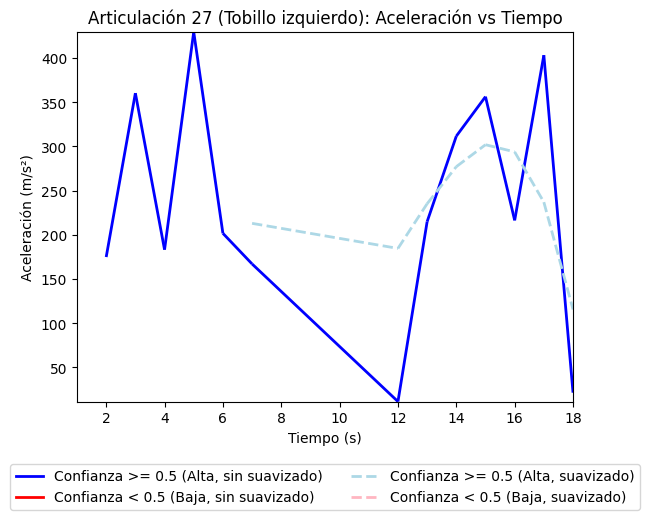 Articulación 27 (Tobillo izquierdo): Aceleración vs Tiempo
Aceleración (m/s²)
400
350
300
250
200
150
100
50
2 4 6 8 10 12 14 16 18
Tiempo (s)
Confianza >= 0.5 (Alta, sin suavizado)
Confianza < 0.5 (Baja, sin suavizado)
Confianza >= 0.5 (Alta, suavizado)
Confianza < 0.5 (Baja, suavizado)